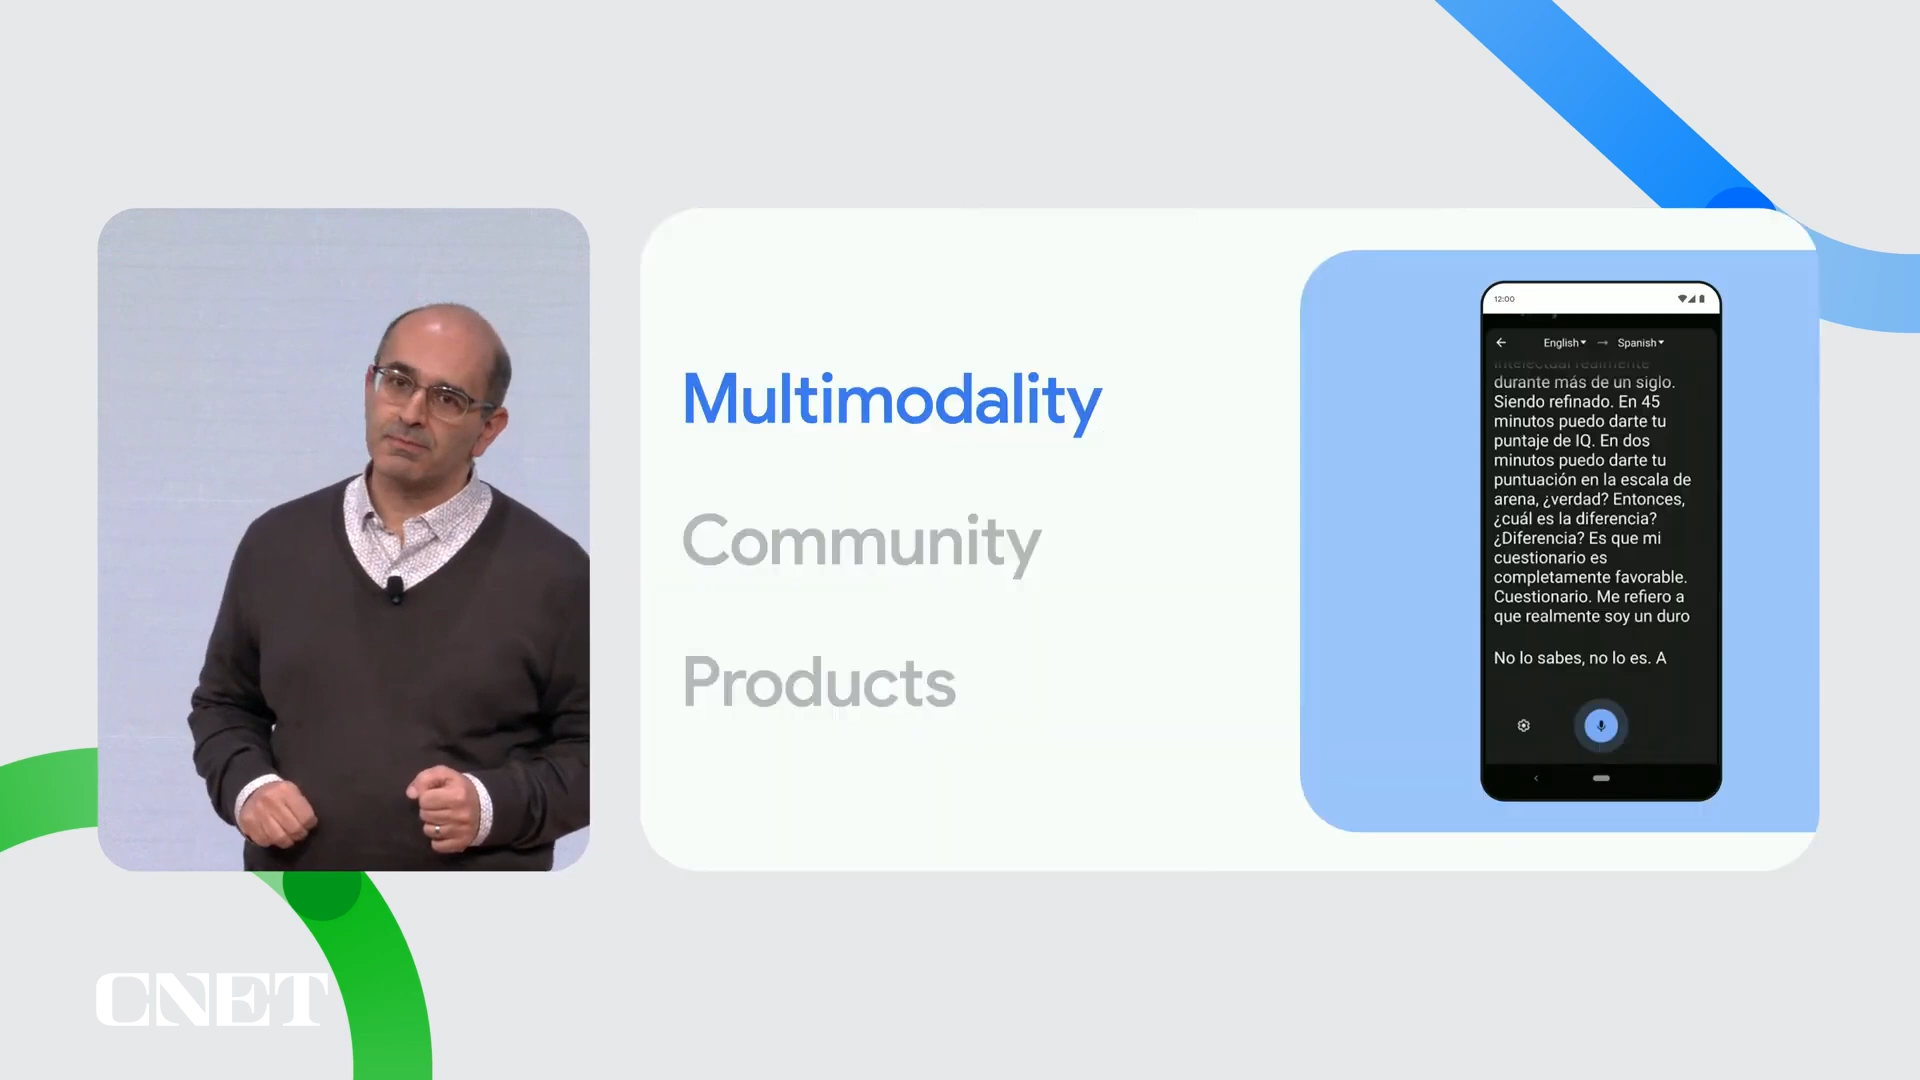 Multimodality
Community
Products
12:00
English → Spanish
intelectual realmente
durante más de un siglo.
Siendo refinado. En 45
minutos puedo darte tu
puntaje de IQ. En dos
minutos puedo darte tu
puntuación en la escala de
arena, ¿verdad? Entonces,
¿cuál es la diferencia?
¿Diferencia? Es que mi
cuestionario es
completamente favorable.
Cuestionario. Me refiero a
que realmente soy un duro
No lo sabes, no lo es. A
CNET